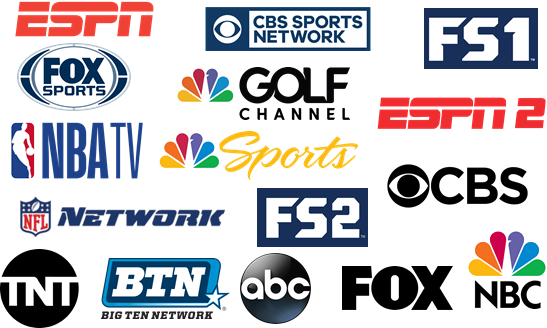 ESPN
CBS SPORTS
NETWORK
FS1
FOX
SPORTS
GOLF
CHANNEL
ESPN 2
NBA TV
Sports
CBS
NFL
NETWORK
FS2
TNT
BTN
BIG TEN NETWORK
abc
FOX
NBC